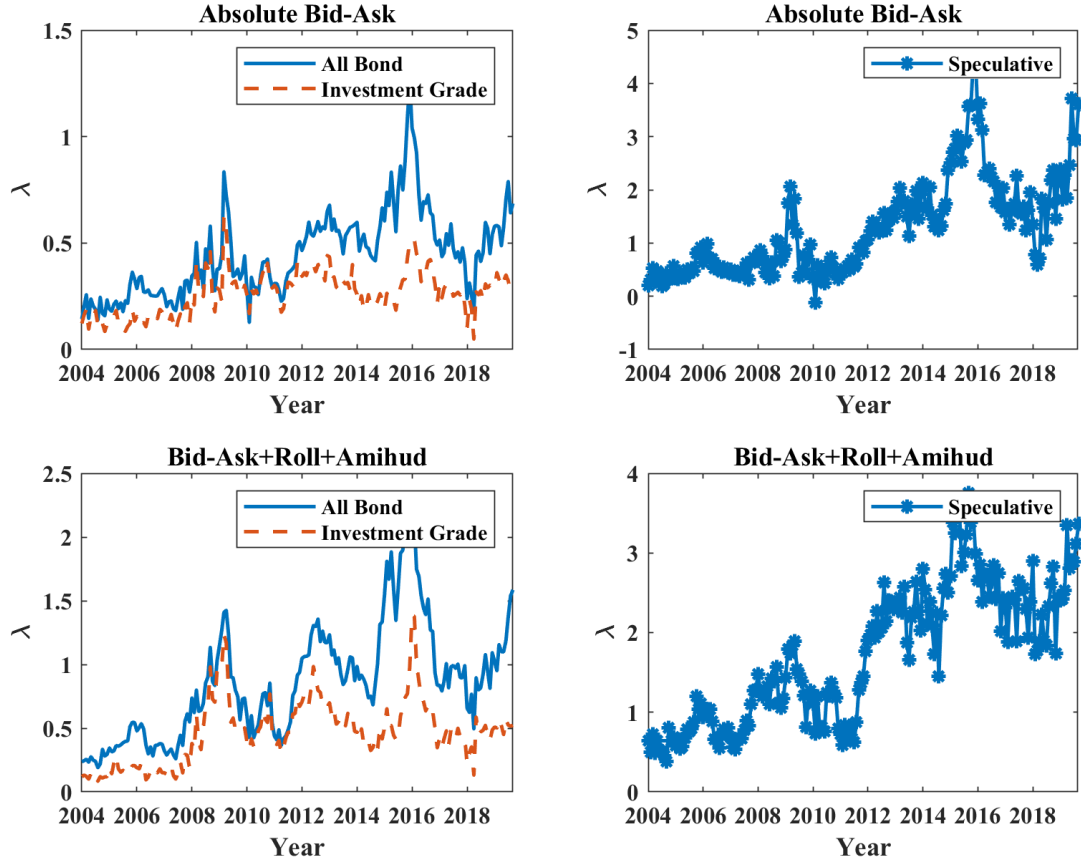 Absolute Bid-Ask
1.5
1
0.5
0
λ
All Bond
Investment Grade
2004 2006 2008 2010 2012 2014 2016 2018
Year
Absolute Bid-Ask
5
4
3
2
1
0
-1
λ
Speculative
2004 2006 2008 2010 2012 2014 2016 2018
Year
Bid-Ask+Roll+Amihud
2.5
2
1.5
1
0.5
0
λ
All Bond
Investment Grade
2004 2006 2008 2010 2012 2014 2016 2018
Year
Bid-Ask+Roll+Amihud
4
3
2
1
0
λ
Speculative
2004 2006 2008 2010 2012 2014 2016 2018
Year